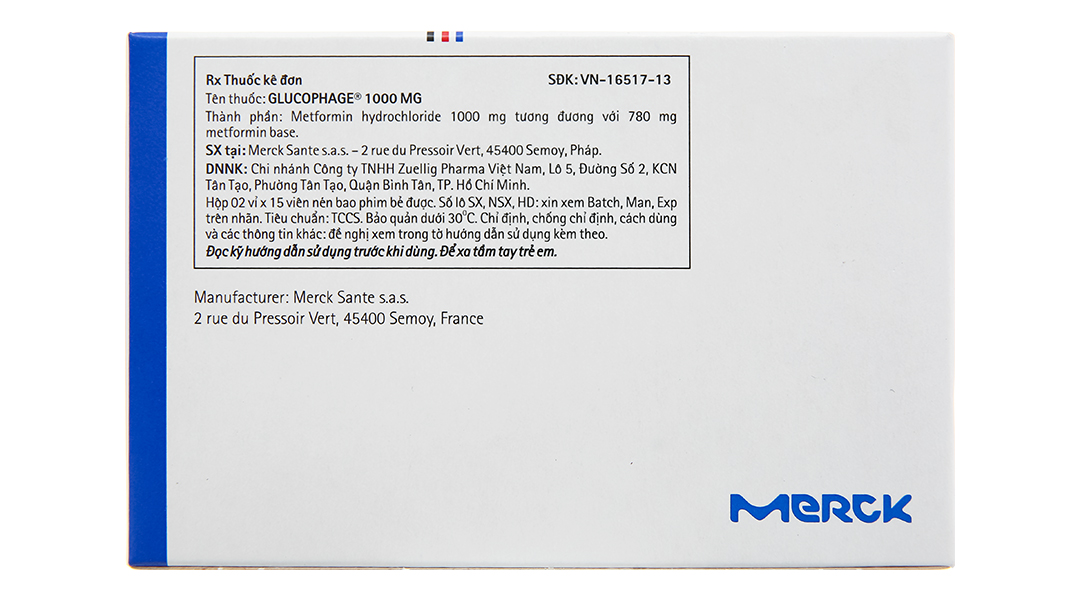 Rx Thuốc kê đơn SĐK: VN-16517-13
Tên thuốc: GLUCOPHAGE® 1000 MG
Thành phần: Metformin hydrochloride 1000 mg tương đương với 780 mg
metformin base.
SX tại: Merck Sante s.a.s. – 2 rue du Pressoir Vert, 45400 Semoy, Pháp.
DNNK: Chi nhánh Công ty TNHH Zuellig Pharma Việt Nam, Lô 5, Đường Số 2, KCN
Tân Tạo, Phường Tân Tạo, Quận Bình Tân, TP. Hồ Chí Minh.
Hộp 02 vỉ x 15 viên nén bao phim bẻ được. Số lô SX, NSX, HD: xin xem Batch, Man, Exp
trên nhãn. Tiêu chuẩn: TCCS. Bảo quản dưới 30°C. Chỉ định, chống chỉ định, cách dùng
và các thông tin khác: đề nghị xem trong tờ hướng dẫn sử dụng kèm theo.
Đọc kỹ hướng dẫn sử dụng trước khi dùng. Để xa tầm tay trẻ em.
Manufacturer: Merck Sante s.a.s.
2 rue du Pressoir Vert, 45400 Semoy, France
MERCK